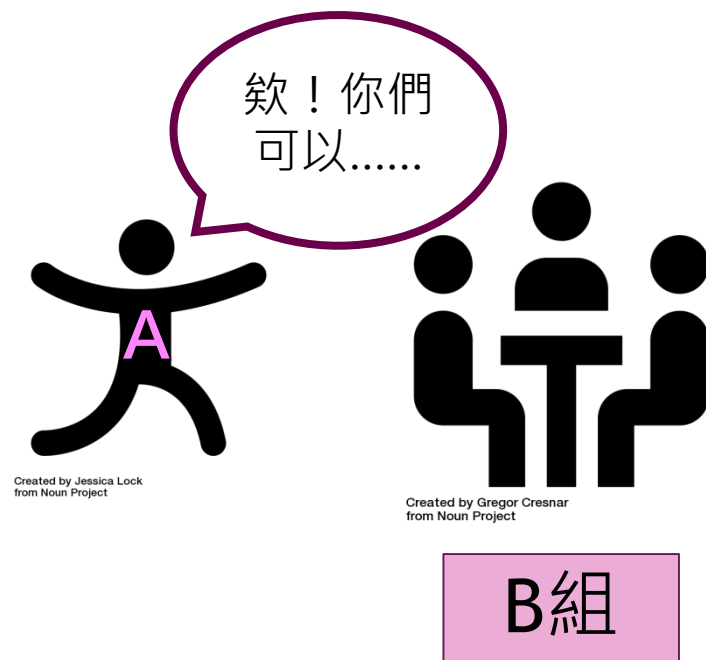 欸！你們
可以......
A
Created by Jessica Lock
from Noun Project
Created by Gregor Cresnar
from Noun Project
B組